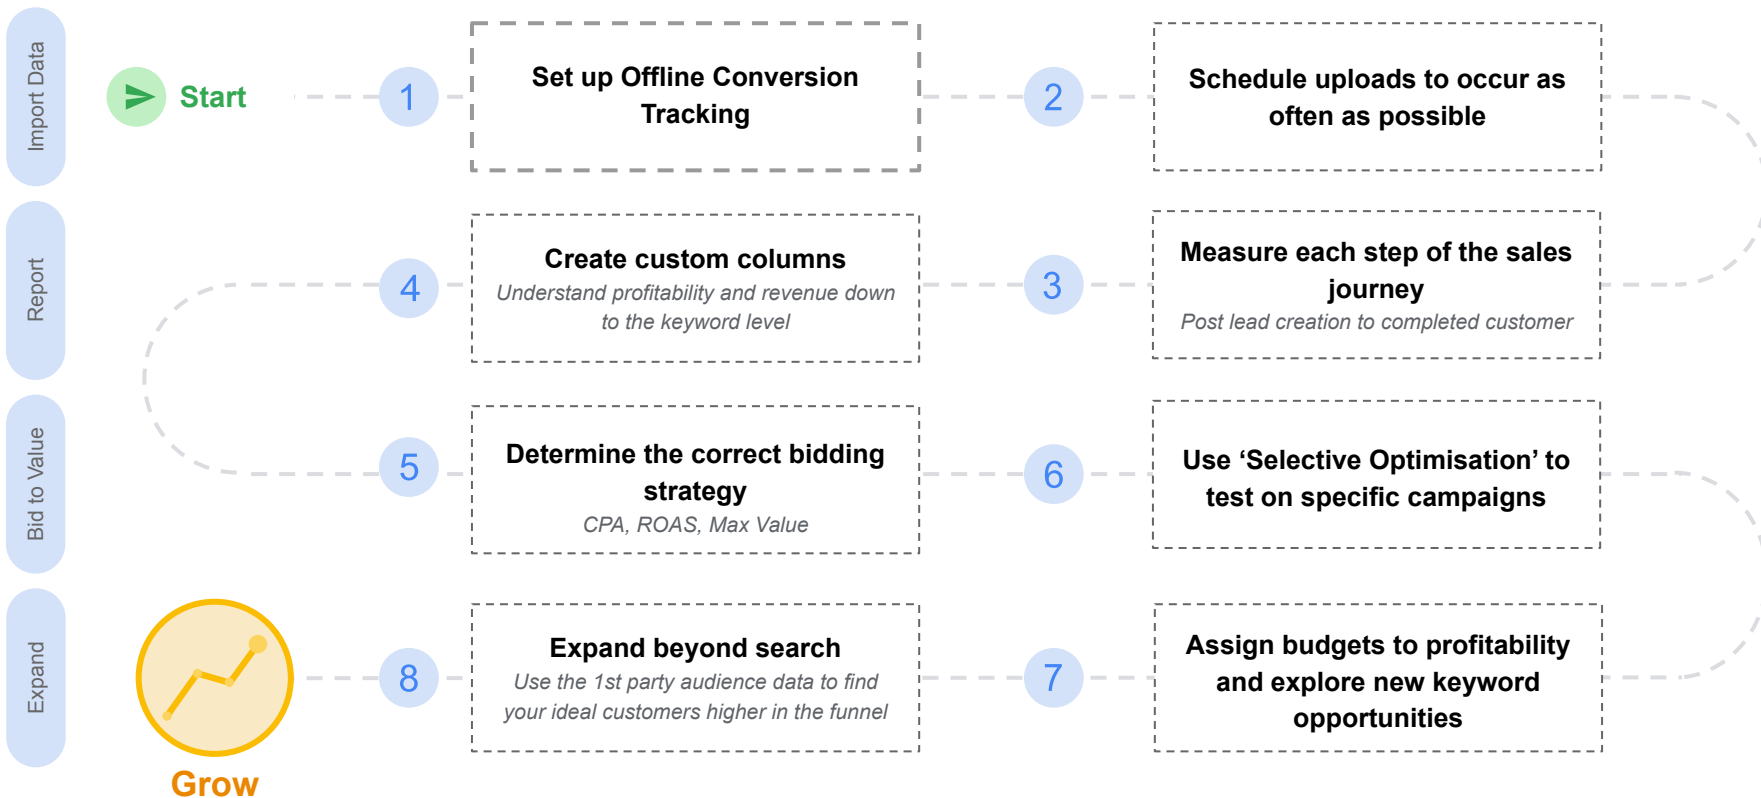 Import Data
Start
1
Set up Offline Conversion
Tracking
2
Schedule uploads to occur as
often as possible
Report
4
Create custom columns
Understand profitability and revenue down
to the keyword level
3
Measure each step of the sales
journey
Post lead creation to completed customer
Bid to Value
5
Determine the correct bidding
strategy
CPA, ROAS, Max Value
6
Use ‘Selective Optimisation’ to
test on specific campaigns
Expand
Grow
8
Expand beyond search
Use the 1st party audience data to find
your ideal customers higher in the funnel
7
Assign budgets to profitability
and explore new keyword
opportunities